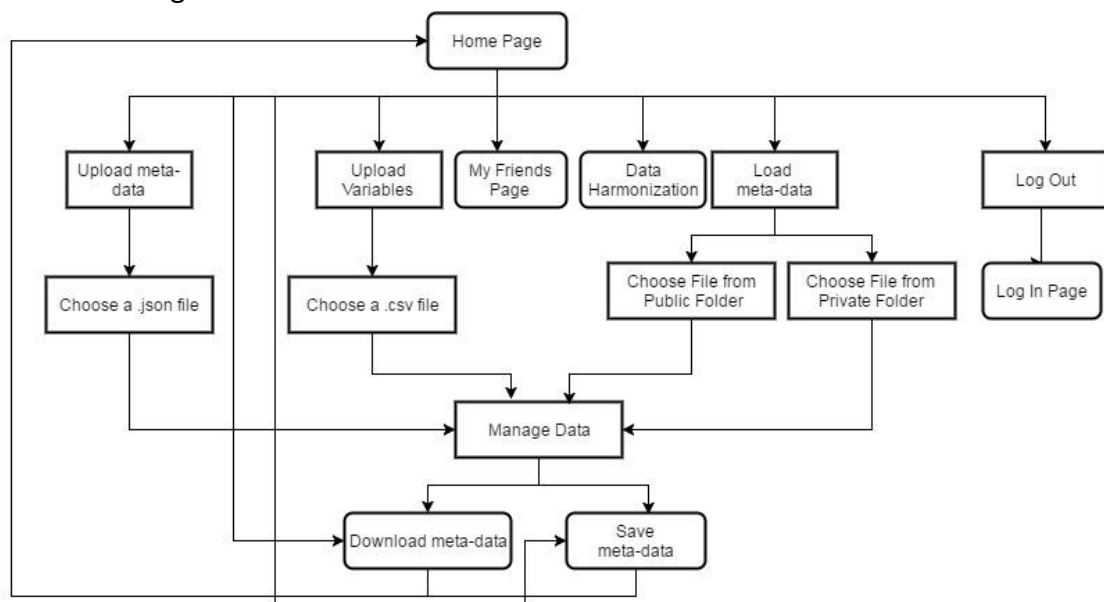 Home Page
Upload meta-
data
Upload
Variables
My Friends
Page
Data
Harmonization
Load
meta-data
Log Out
Choose a .json file
Choose a .csv file
Choose File from
Public Folder
Choose File from
Private Folder
Log In Page
Manage Data
Download meta-data
Save
meta-data